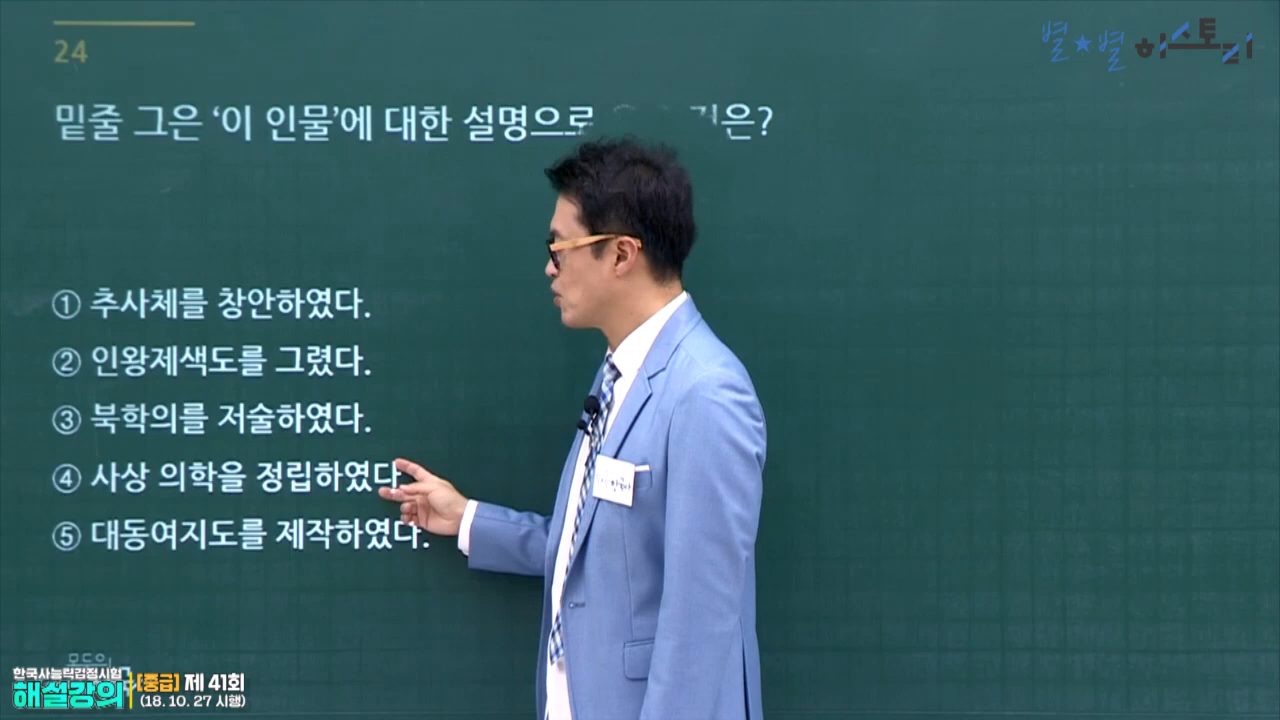 별★별 히스토리
24
밑줄 그은 ‘이 인물’에 대한 설명으로 은?
① 추사체를 창안하였다.
② 인왕제색도를 그렸다.
③ 북학의를 저술하였다.
④ 사상 의학을 정립하였다
⑤ 대동여지도를 제작하였다.
한국사능력검정시험
해설강의
[중급] 제 41회
(18. 10. 27 시행)